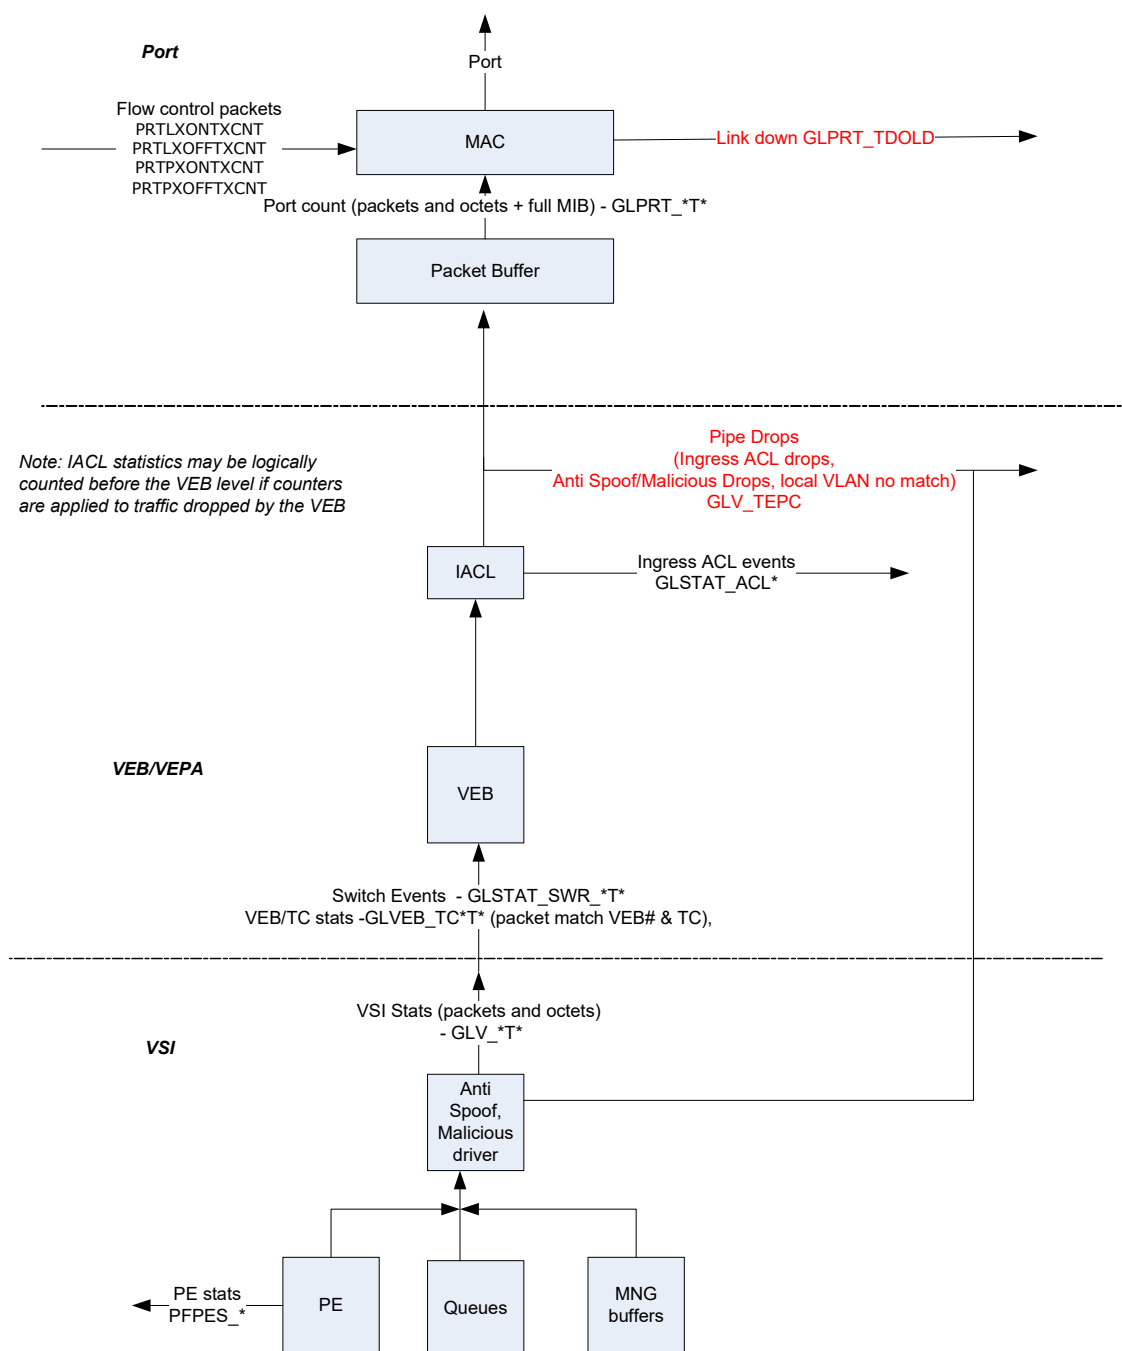 Port
Port
Flow control packets
PRTLXONTXCNT
PRTLXOFFTXCNT
PRTPXONTXCNT
PRTPXOFFTXCNT
MAC
Link down GLPRT_TDOLD
Port count (packets and octets + full MIB) - GLPRT_*T*
Packet Buffer
Note: IACL statistics may be logically
counted before the VEB level if counters
are applied to traffic dropped by the VEB
Pipe Drops
(Ingress ACL drops,
Anti Spoof/Malicious Drops, local VLAN no match)
GLV_TEPC
IACL
Ingress ACL events
GLSTAT_ACL*
VEB/VEPA
VEB
Switch Events  - GLSTAT_SWR_*T*
VEB/TC stats -GLVEB_TC*T* (packet match VEB# & TC),
VSI Stats (packets and octets)
- GLV_*T*
VSI
Anti
Spoof,
Malicious
driver
PE stats
PFPES_*
PE
Queues
MNG
buffers